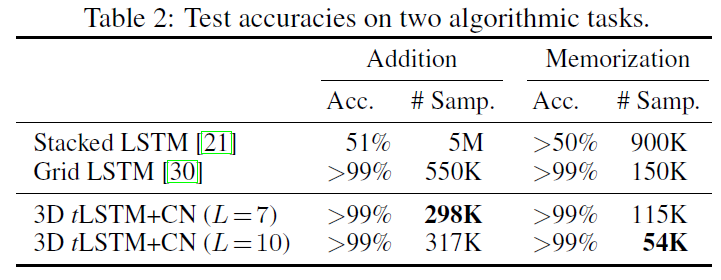 Table 2: Test accuracies on two algorithmic tasks.
Addition Memorization
Acc. # Samp. Acc. # Samp.
Stacked LSTM [21] 51% 5M >50% 900K
Grid LSTM [30] >99% 550K >99% 150K
3D tLSTM+CN (L=7) >99% 298K >99% 115K
3D tLSTM+CN (L=10) >99% 317K >99% 54K